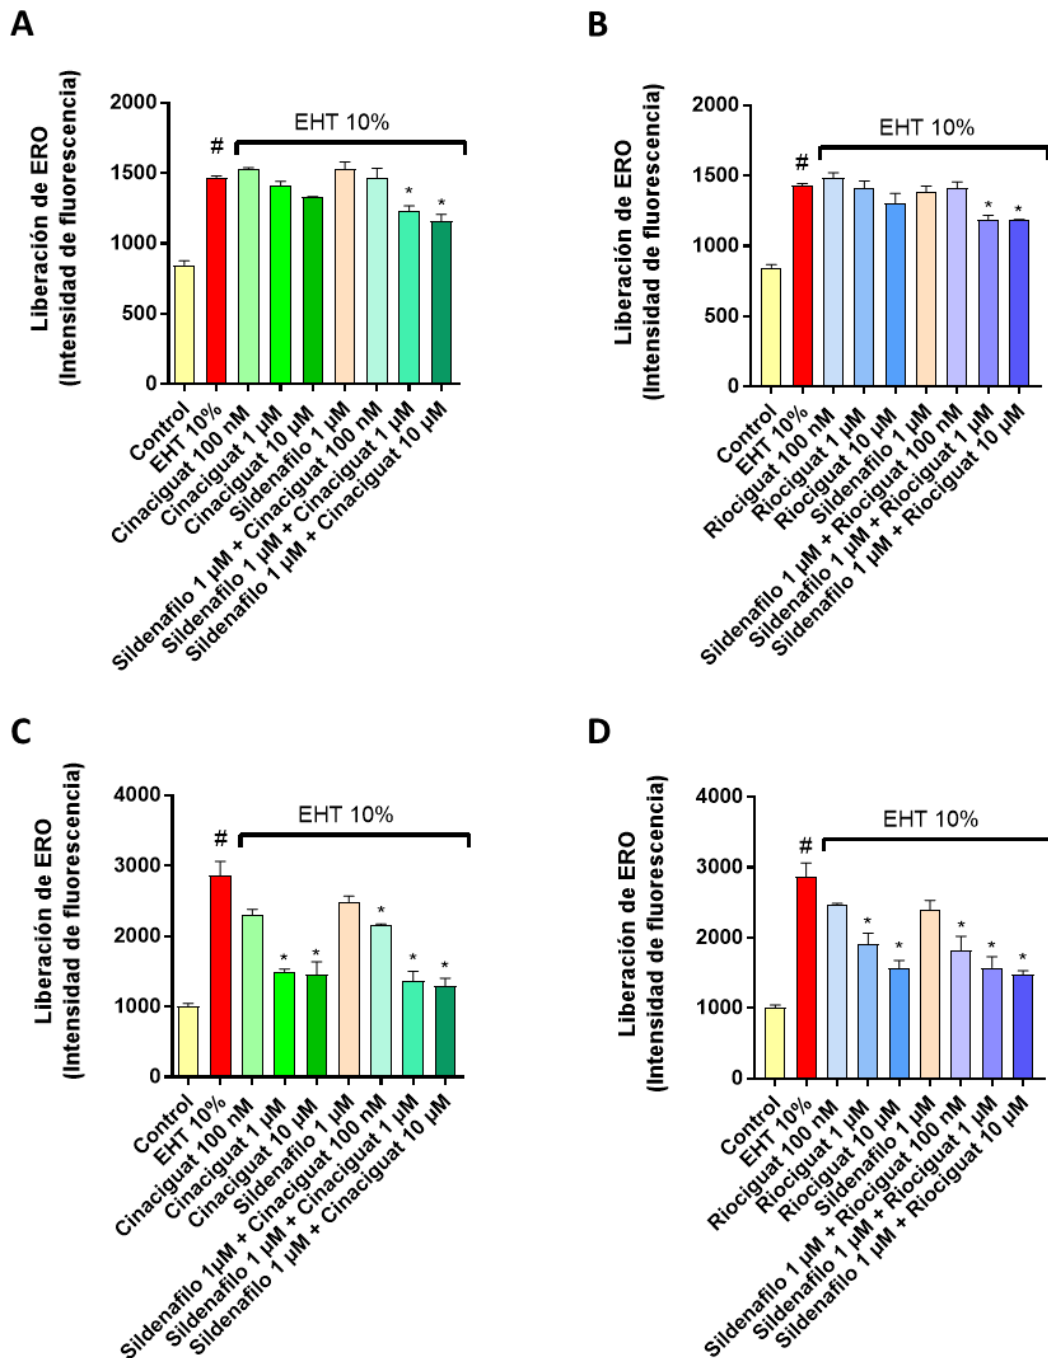 A
Liberación de ERO
(Intensidad de fluorescencia)
2000
1500
1000
500
0
EHT 10%
#
*
*
Control
EHT 10%
Cinaciguat 100 nM
Cinaciguat 1 µM
Cinaciguat 10 µM
Sildenafilo 1 µM
Sildenafilo 1 µM + Cinaciguat 100 nM
Sildenafilo 1 µM + Cinaciguat 1 µM
Sildenafilo 1 µM + Cinaciguat 10 µM
B
Liberación de ERO
(Intensidad de fluorescencia)
2000
1500
1000
500
0
EHT 10%
#
*
*
Control
EHT 10%
Riociguat 100 nM
Riociguat 1 µM
Riociguat 10 µM
Sildenafilo 1 µM
Sildenafilo 1 µM + Riociguat 100 nM
Sildenafilo 1 µM + Riociguat 1 µM
Sildenafilo 1 µM + Riociguat 10 µM
C
Liberación de ERO
(Intensidad de fluorescencia)
4000
3000
2000
1000
0
EHT 10%
#
*
*
*
*
*
Control
EHT 10%
Cinaciguat 100 nM
Cinaciguat 1 µM
Cinaciguat 10 µM
Sildenafilo 1 µM
Sildenafilo 1µM + Cinaciguat 100 nM
Sildenafilo 1 µM + Cinaciguat 1 µM
Sildenafilo 1 µM + Cinaciguat 10 µM
D
Liberación de ERO
(Intensidad de fluorescencia)
4000
3000
2000
1000
0
EHT 10%
#
*
*
*
*
*
Control
EHT 10%
Riociguat 100 nM
Riociguat 1 µM
Riociguat 10 µM
Sildenafilo 1 µM
Sildenafilo 1 µM + Riociguat 100 nM
Sildenafilo 1 µM + Riociguat 1 µM
Sildenafilo 1 µM + Riociguat 10 µM